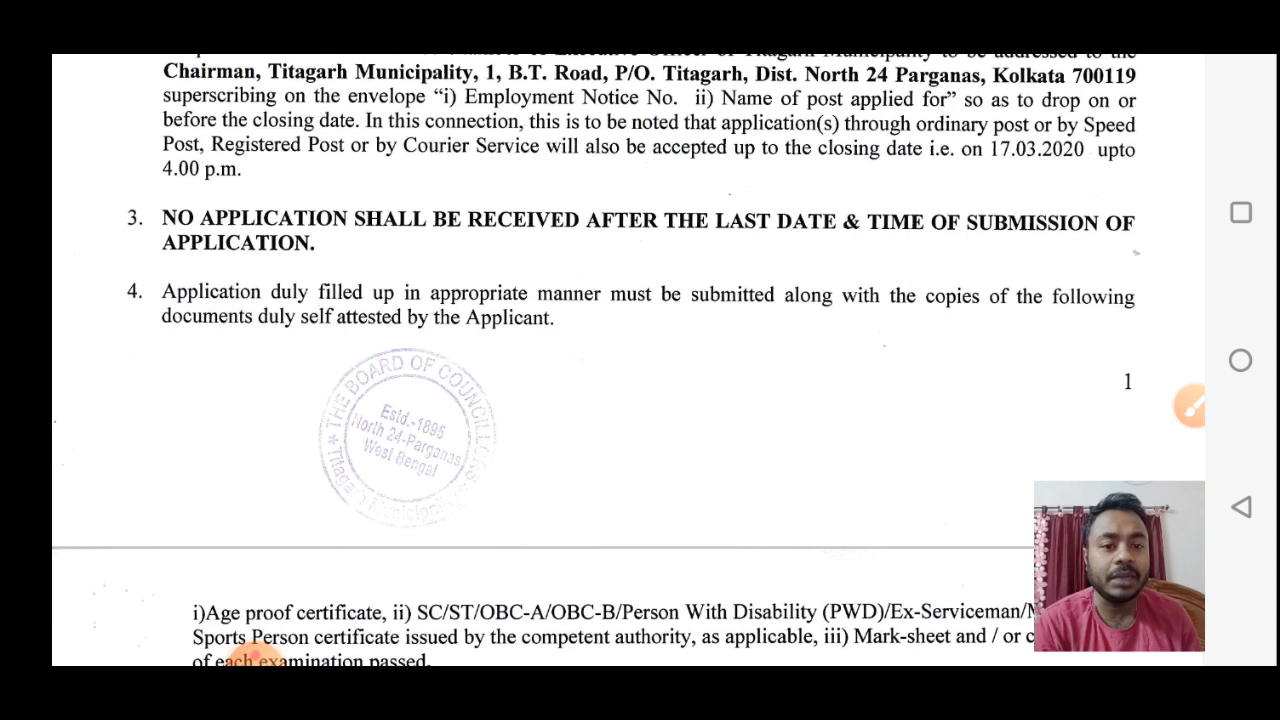 Chairman, Titagarh Municipality, 1, B.T. Road, P/O. Titagarh, Dist. North 24 Parganas, Kolkata 700119
superscribing on the envelope “i) Employment Notice No. ii) Name of post applied for” so as to drop on or
before the closing date. In this connection, this is to be noted that application(s) through ordinary post or by Speed
Post, Registered Post or by Courier Service will also be accepted up to the closing date i.e. on 17.03.2020 upto
4.00 p.m.
3. NO APPLICATION SHALL BE RECEIVED AFTER THE LAST DATE & TIME OF SUBMISSION OF
APPLICATION.
4. Application duly filled up in appropriate manner must be submitted along with the copies of the following
documents duly self attested by the Applicant.
THE BOARD OF COUNCILLORS
Estd.-1895
North 24-Parganas
West Bengal
Titagarh Municipality
1
i)Age proof certificate, ii) SC/ST/OBC-A/OBC-B/Person With Disability (PWD)/Ex-Serviceman/
Sports Person certificate issued by the competent authority, as applicable, iii) Mark-sheet and / or
of each examination passed.